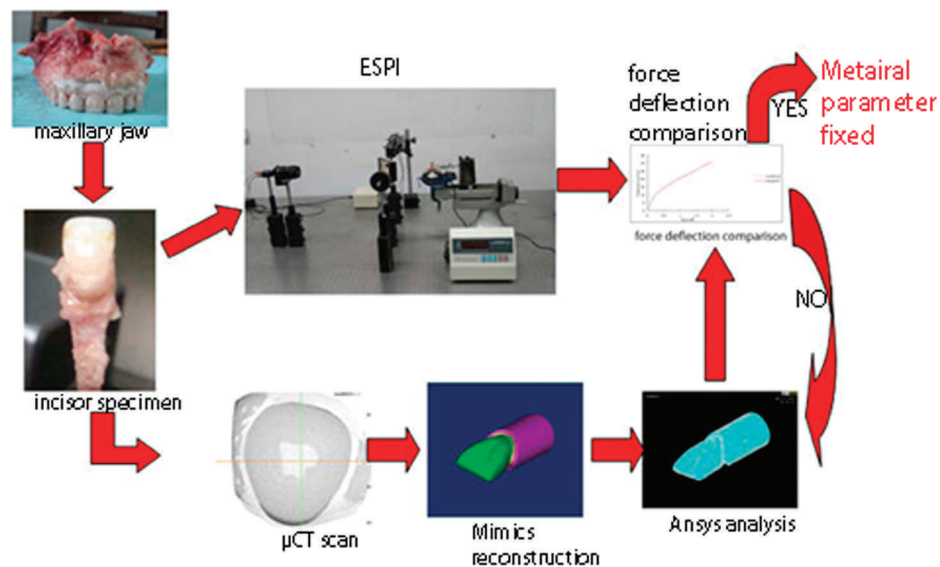 ESPI
force
deflection
comparison
YES
Metairal
parameter
fixed
maxillary jaw
force deflection comparison
NO
incisor specimen
μCT scan
Mimics
reconstruction
Ansys analysis